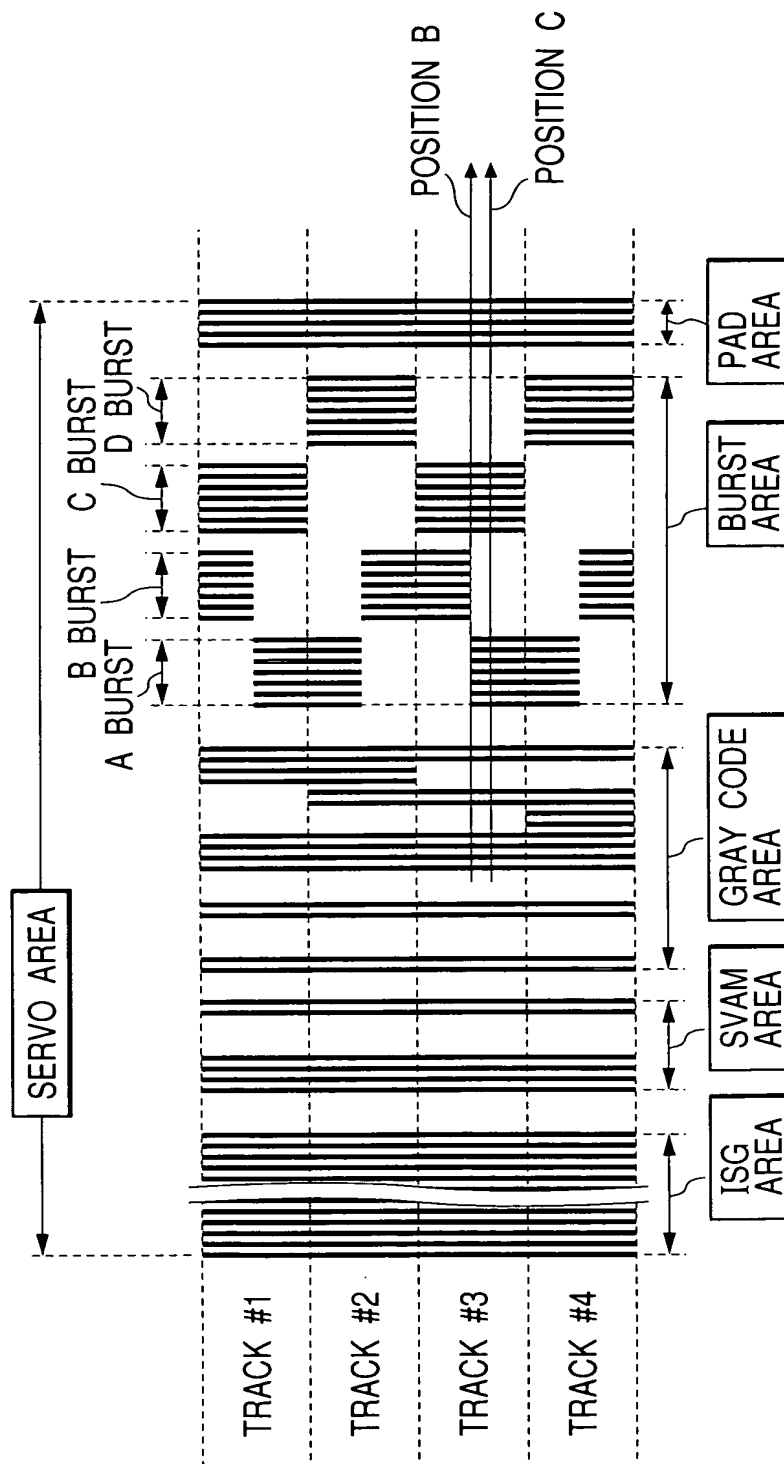 SERVO AREA
A BURST
B BURST
C BURST
D BURST
TRACK #1
TRACK #2
TRACK #3
TRACK #4
POSITION B
POSITION C
ISG
AREA
SVAM
AREA
GRAY CODE
AREA
BURST
AREA
PAD
AREA